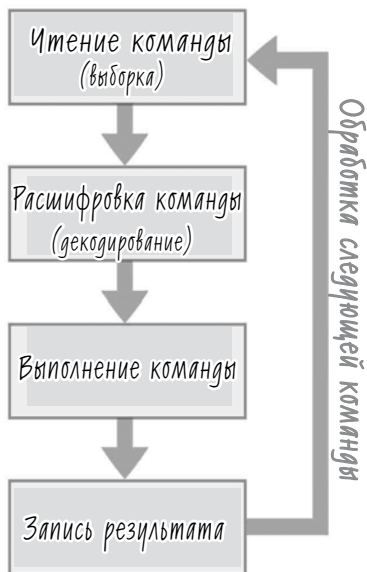 Чтение команды
(выборка)
Расшифровка команды
(декодирование)
Выполнение команды
Запись результата
Обработка следующей команды